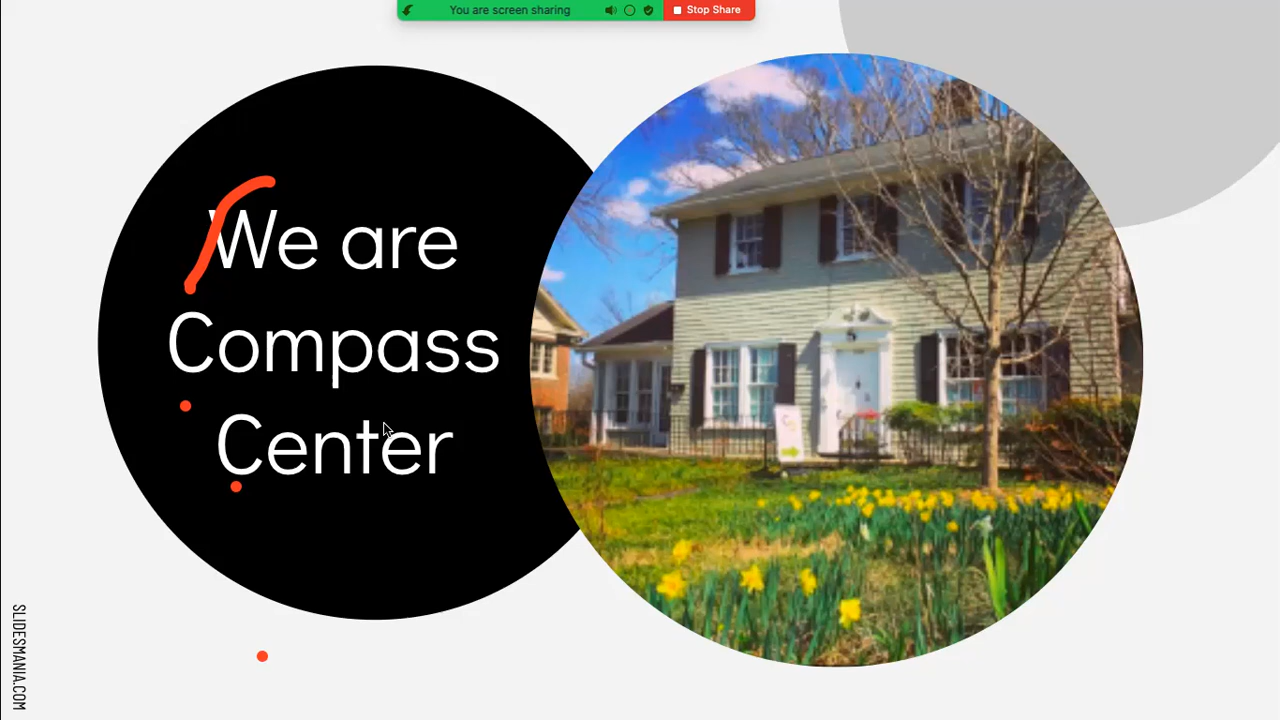 You are screen sharing
Stop Share
We are
Compass
Center
SLIDESMANIA.COM